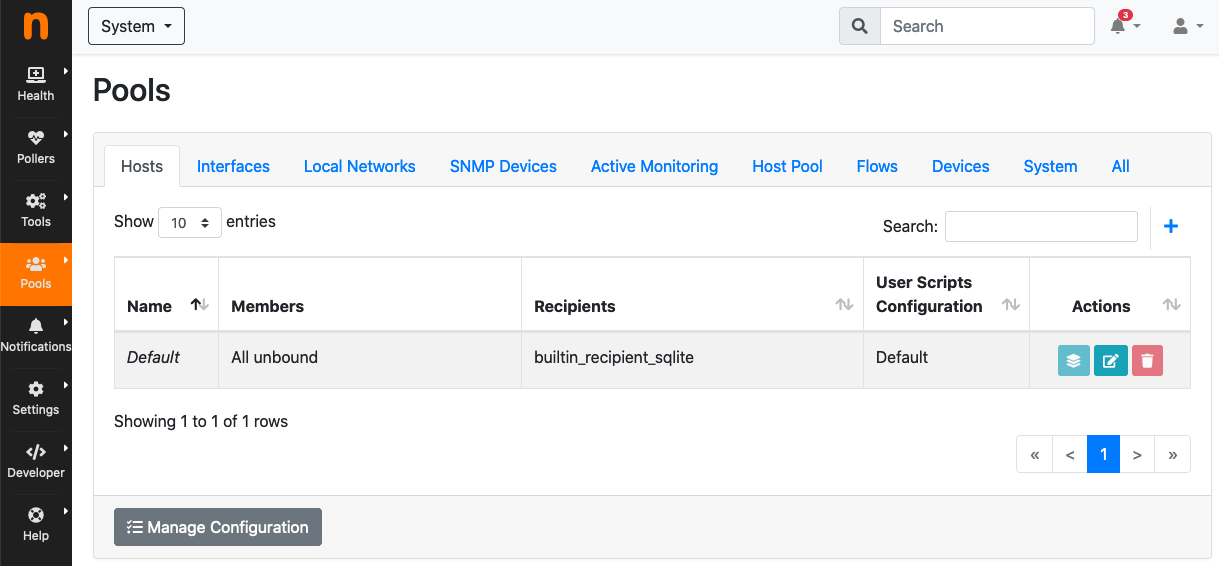 n
System
Search
3
Health
Pollers
Tools
Pools
Notifications
Settings
Developer
Help
Pools
Hosts Interfaces Local Networks SNMP Devices Active Monitoring Host Pool Flows Devices System All
Show 10 entries
Search:
Name Members Recipients User Scripts Configuration Actions
Default All unbound builtin_recipient_sqlite Default
Showing 1 to 1 of 1 rows
« < 1 > »
Manage Configuration